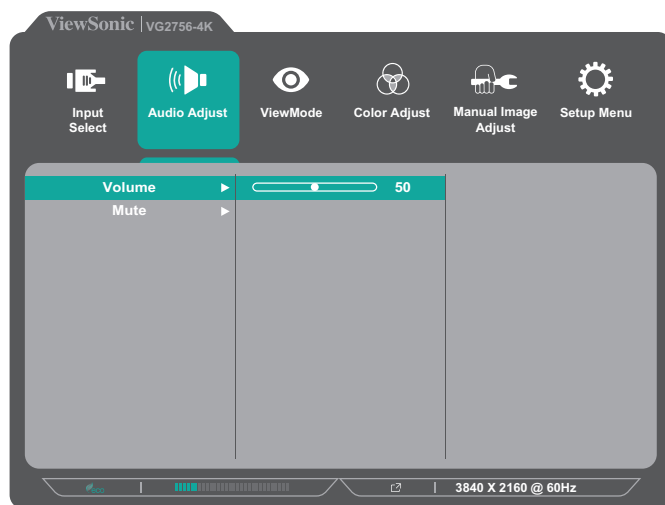 ViewSonic VG2756-4K
Input
Select
Audio Adjust
ViewMode
Color Adjust
Manual Image
Adjust
Setup Menu
Volume 50
Mute
eco
3840 X 2160 @ 60Hz